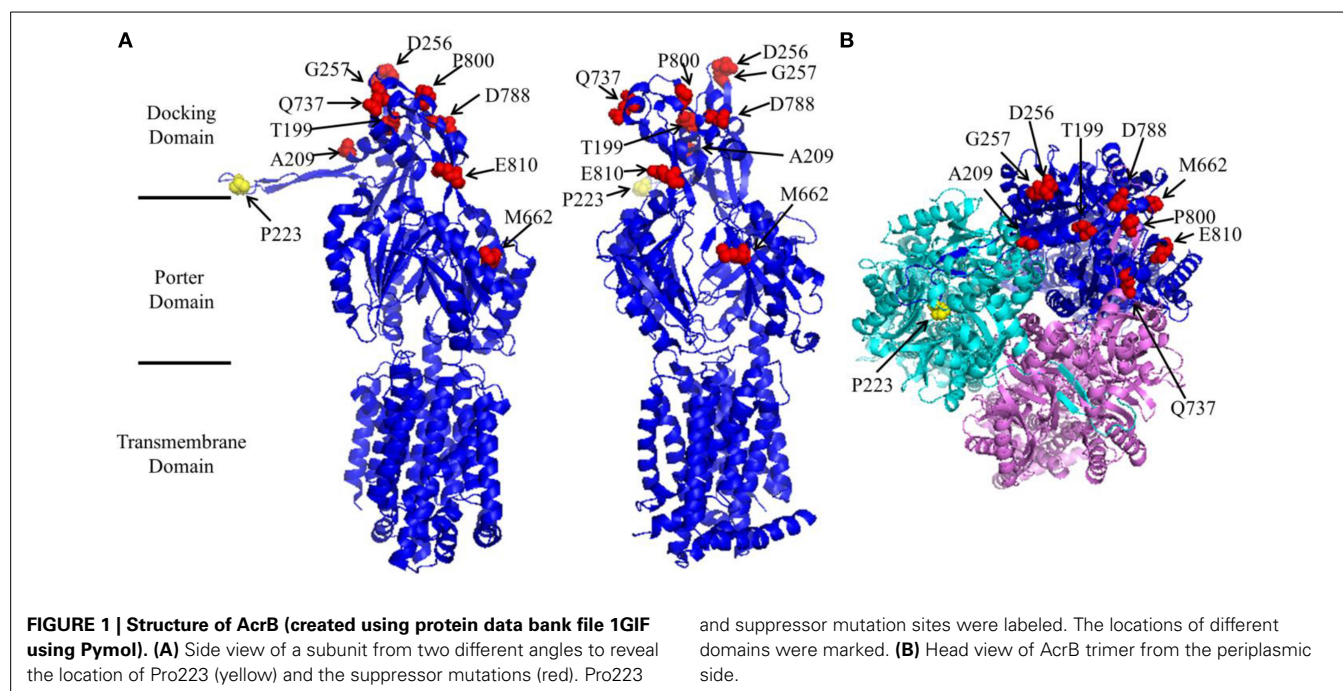 A
B
D256
G257
P800
Q737
D788
T199
A209
E810
P223
M662
Docking
Domain
Porter
Domain
Transmembrane
Domain
D256
P800
G257
Q737
D788
T199
A209
E810
P223
M662
D256
T199
D788
G257
M662
A209
P800
E810
P223
Q737
FIGURE 1 | Structure of AcrB (created using protein data bank file 1GIF
using Pymol). (A) Side view of a subunit from two different angles to reveal
the location of Pro223 (yellow) and the suppressor mutations (red). Pro223
and suppressor mutation sites were labeled. The locations of different
domains were marked. (B) Head view of AcrB trimer from the periplasmic
side.